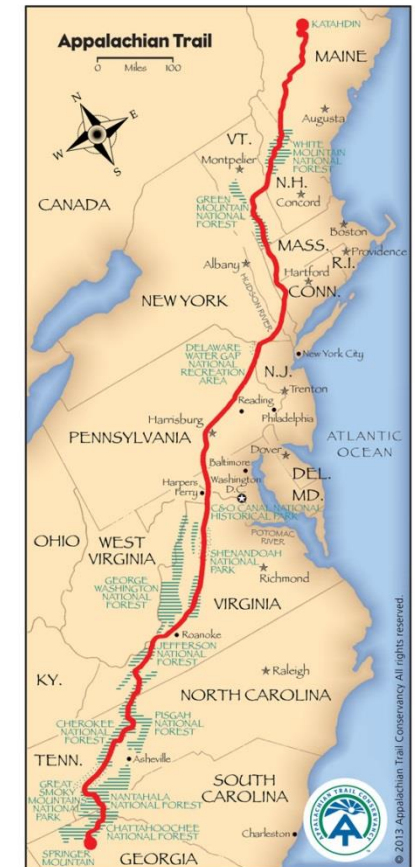 KATAHDIN
Appalachian Trail
0 Miles 100
MAINE
N
E
W
S
Augusta
VT.
WHITE
MOUNTAIN
NATIONAL
FOREST
Montpelier
N.H.
GREEN
MOUNTAIN
NATIONAL
FOREST
Concord
CANADA
MASS.
Boston
Providence
R.I.
Albany
Hartford
CONN.
HUDSON RIVER
NEW YORK
DELAWARE
WATER GAP
NATIONAL
RECREATION
AREA
New York City
N.J.
Trenton
Reading
Philadelphia
Harrisburg
PENNSYLVANIA
ATLANTIC
OCEAN
Dover
DEL.
Baltimore
Washington
D.C.
MD.
Harpers
Ferry
C&O CANAL NATIONAL
HISTORICAL PARK
POTOMAC
RIVER
OHIO
WEST
VIRGINIA
SHENANDOAH
NATIONAL
PARK
GEORGE
WASHINGTON
NATIONAL
FOREST
Richmond
VIRGINIA
Roanoke
JEFFERSON
NATIONAL
FOREST
KY.
Raleigh
NORTH CAROLINA
PISGAH
NATIONAL
FOREST
CHEROKEE
NATIONAL
FOREST
TENN.
Asheville
GREAT
SMOKY
MOUNTAINS
NATIONAL
PARK
NANTAHALA
NATIONAL FOREST
SOUTH
CAROLINA
CHATTAHOOCHEE
NATIONAL FOREST
SPRINGER
MOUNTAIN
GEORGIA
Charleston
APPALACHIAN TRAIL CONSERVANCY
© 2013 Appalachian Trail Conservancy All rights reserved.